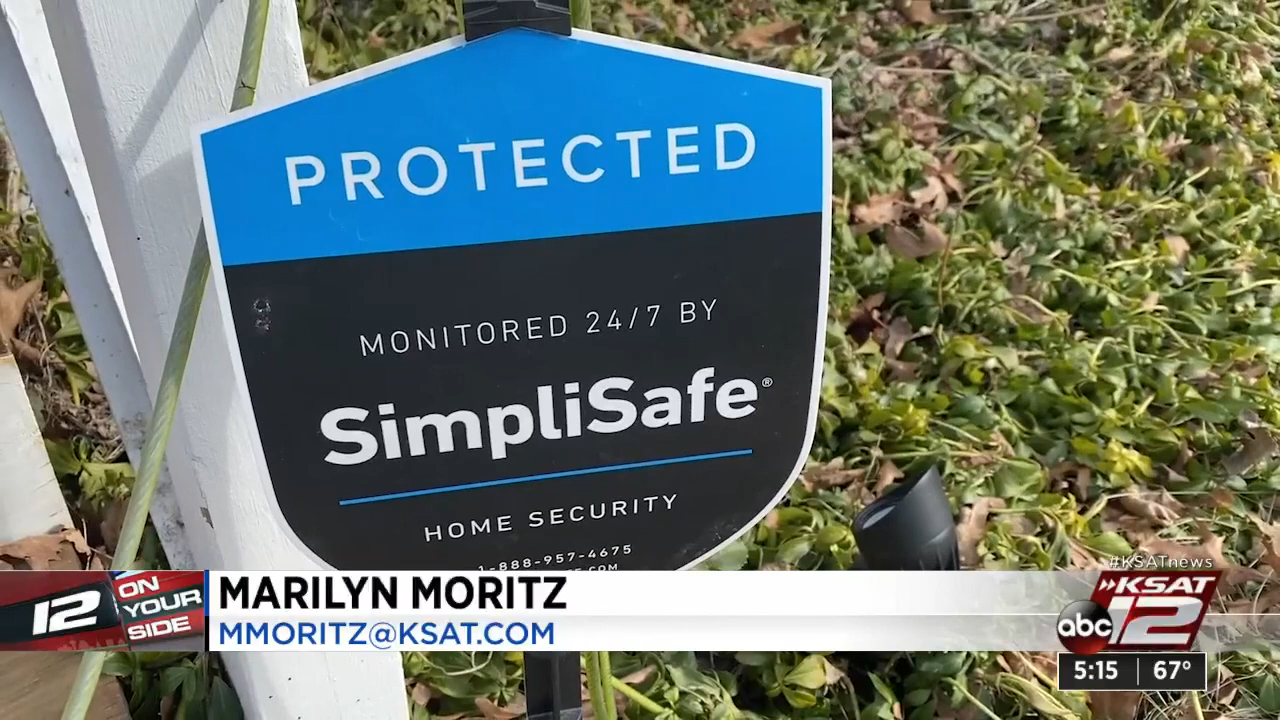 PROTECTED
MONITORED 24/7 BY
SimpliSafe®
HOME SECURITY
1-888-957-4675
#KSATnews
12 ON YOUR SIDE
MARILYN MORITZ
MMORITZ@KSAT.COM
KSAT
abc 12
5:15 67°